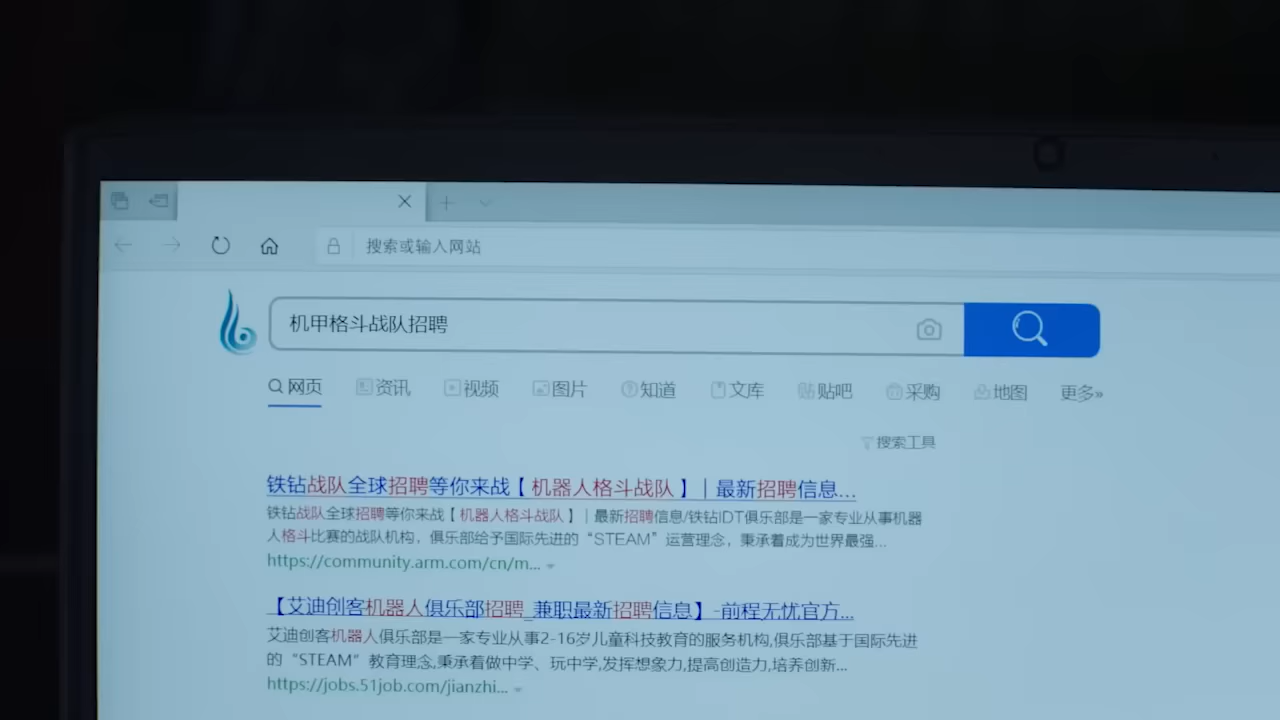 搜索或输入网站
机甲格斗战队招聘
网页 资讯 视频 图片 知道 文库 贴吧 采购 地图 更多»
搜索工具
铁钻战队全球招聘等你来战【机器人格斗战队】|最新招聘信息...
铁钻战队全球招聘等你来战【机器人格斗战队】|最新招聘信息/铁钻IDT俱乐部是一家专业从事机器
人格斗比赛的战队机构，俱乐部给予国际先进的“STEAM”运营理念，秉承着成为世界最强...
https://community.arm.com/cn/m...
【艾迪创客机器人俱乐部招聘_兼职最新招聘信息】-前程无忧官方...
艾迪创客机器人俱乐部是一家专业从事2-16岁儿童科技教育的服务机构,俱乐部基于国际先进
的“STEAM”教育理念,秉承着做中学、玩中学,发挥想象力,提高创造力,培养创新...
https://jobs.51job.com/jianzhi...